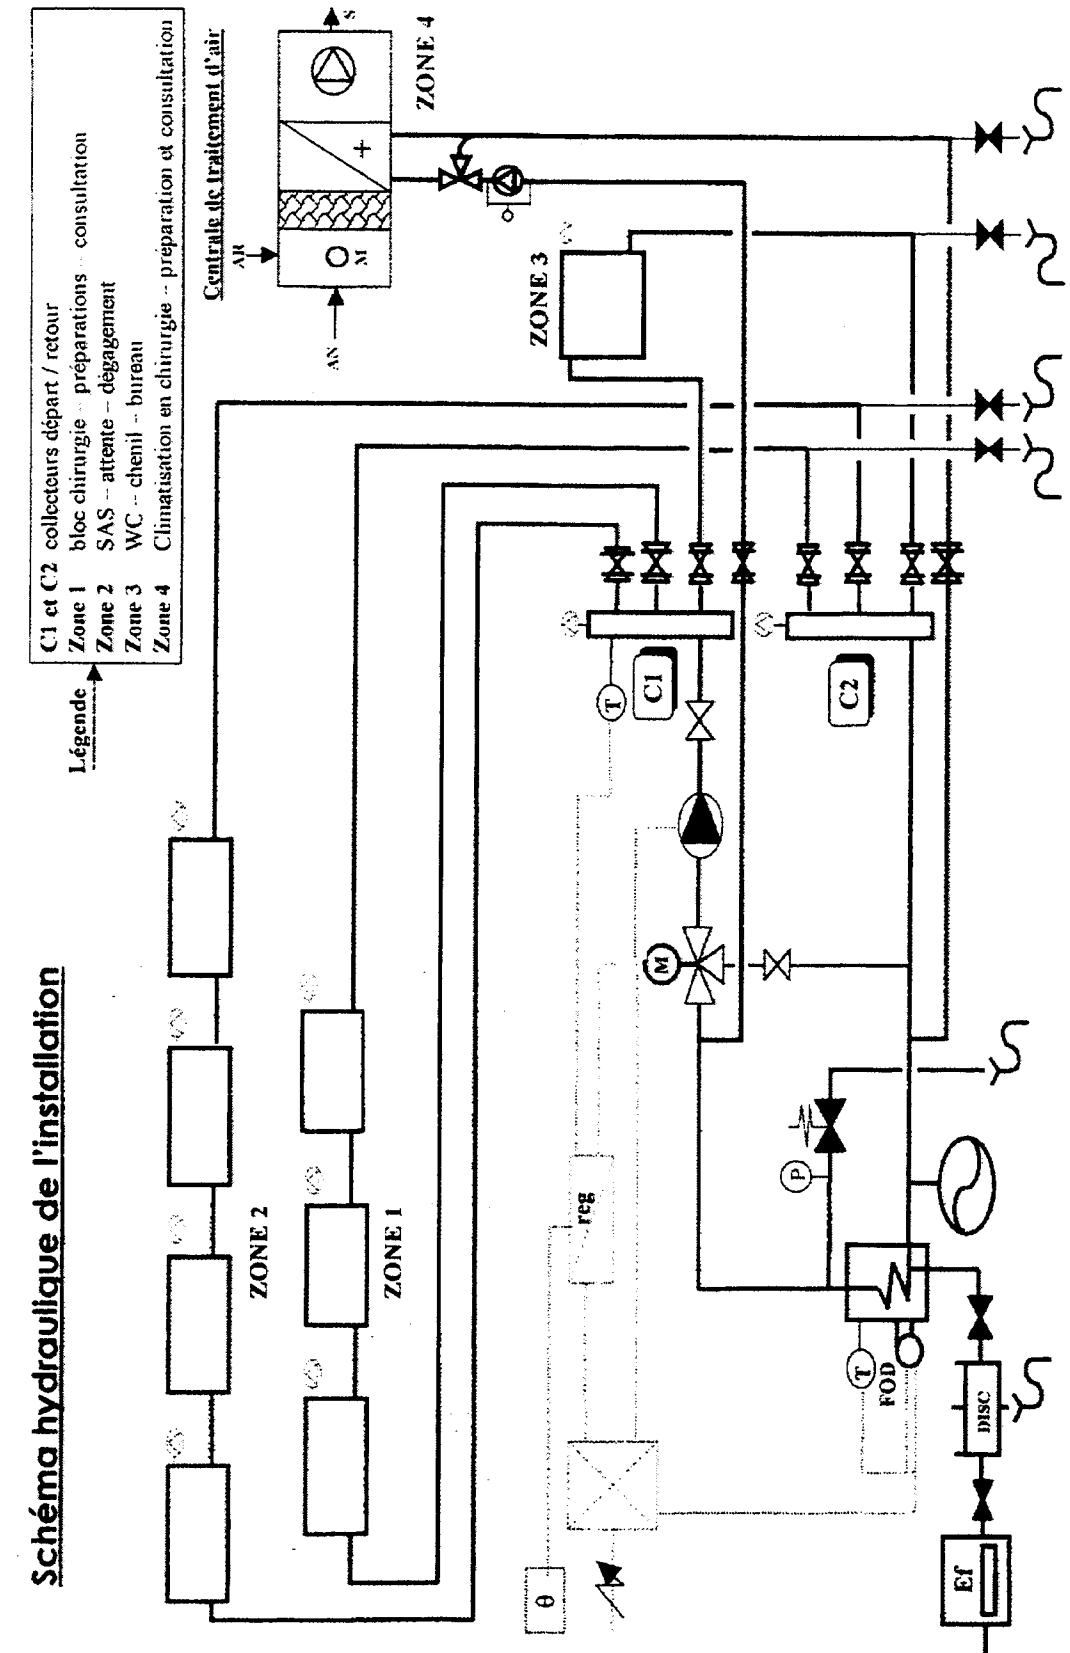 Schéma hydraulique de l'installation
Légende
C1 et C2 collecteurs départ / retour
Zone 1 bloc chirurgie – préparations – consultation
Zone 2 SAS – attente – dégagement
Zone 3 WC – chenil – bureau
Zone 4 Climatisation en chirurgie – préparation et consultation
Centrale de traitement d'air
AR
AN
M
+
S
ZONE 4
ZONE 3
ZONE 2
ZONE 1
T
C1
C2
M
reg
P
T
FOD
DISC
θ
Ef